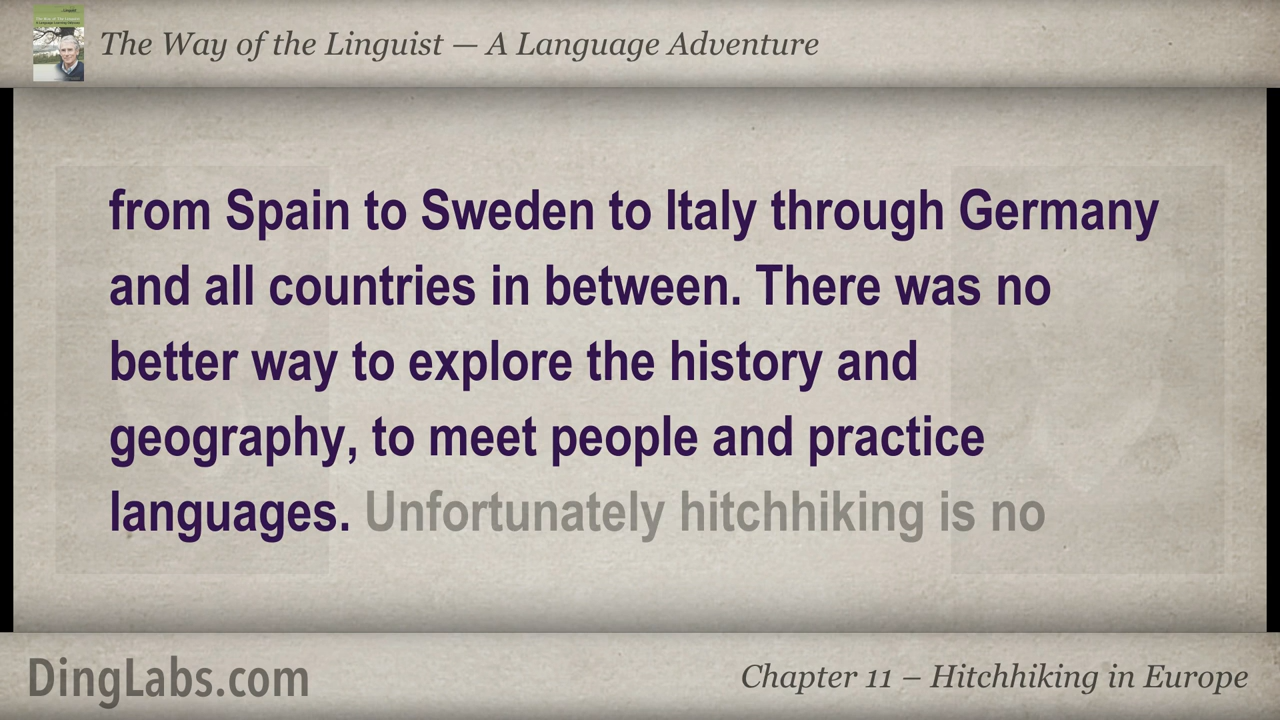 The Way of the Linguist — A Language Adventure
from Spain to Sweden to Italy through Germany
and all countries in between. There was no
better way to explore the history and
geography, to meet people and practice
languages. Unfortunately hitchhiking is no
DingLabs.com
Chapter 11 – Hitchhiking in Europe